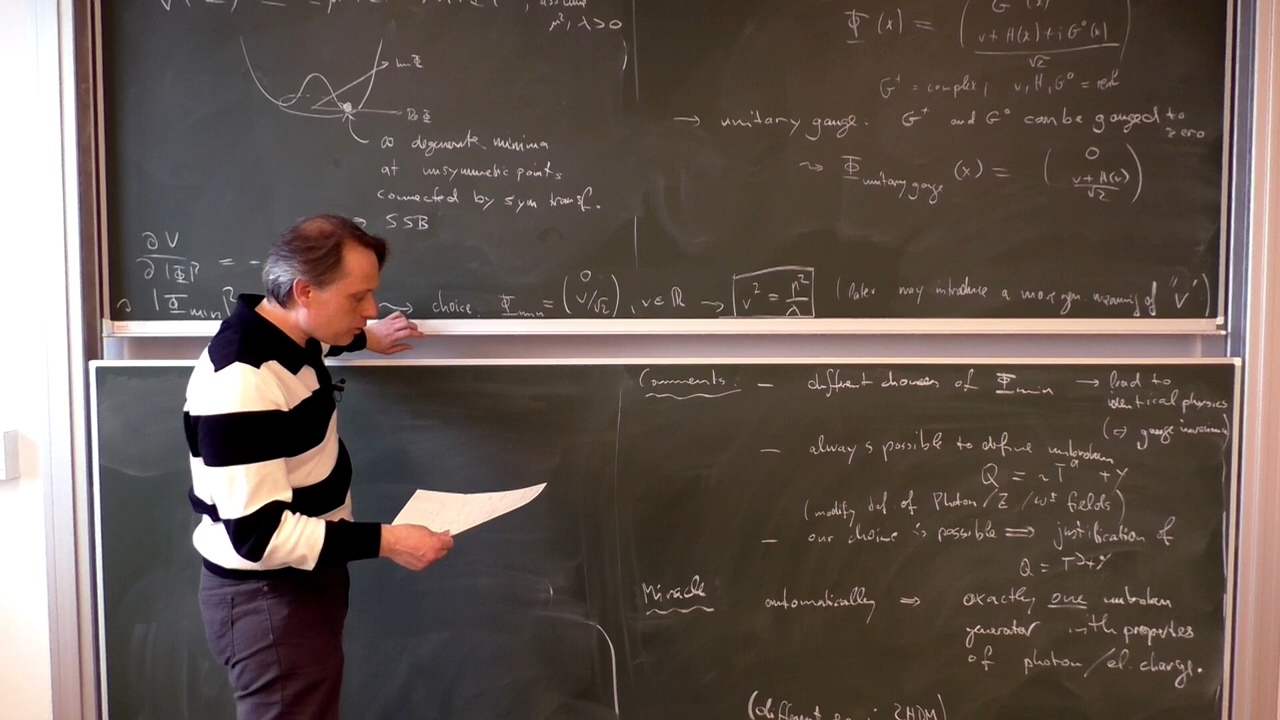 μ², λ>0
Im Φ
Re Φ
∞ degenerate minima
at unsymmetric points
connected by sym transf.
⇒ SSB
∂V
∂|Φ|² = -
|Φmin|²
⇝ choice Φmin = (0 v/√2), v∈ℝ → v² = μ²/λ (later may introduce a more gen. meaning of "v")
Φ(x) = (G⁺(x) v+H(x)+iG⁰(x)/√2)
G⁺ = complex, v,H,G⁰ = real
→ unitary gauge. G⁺ and G⁰ can be gauged to zero
⇝ Φunitary gauge (x) = (0 v+H(x)/√2)
Comments: – different choices of Φmin → lead to
identical physics
(⇔ gauge invariance)
– always possible to define unbroken
Q = nTᵃ + Y
(modify def of Photon/Z/W± fields)
– our choice is possible ⟹ justification of
Q = T³+Y
Miracle automatically ⇒ exactly one unbroken
generator with properties
of photon/el. charge.
(different in 2HDM)